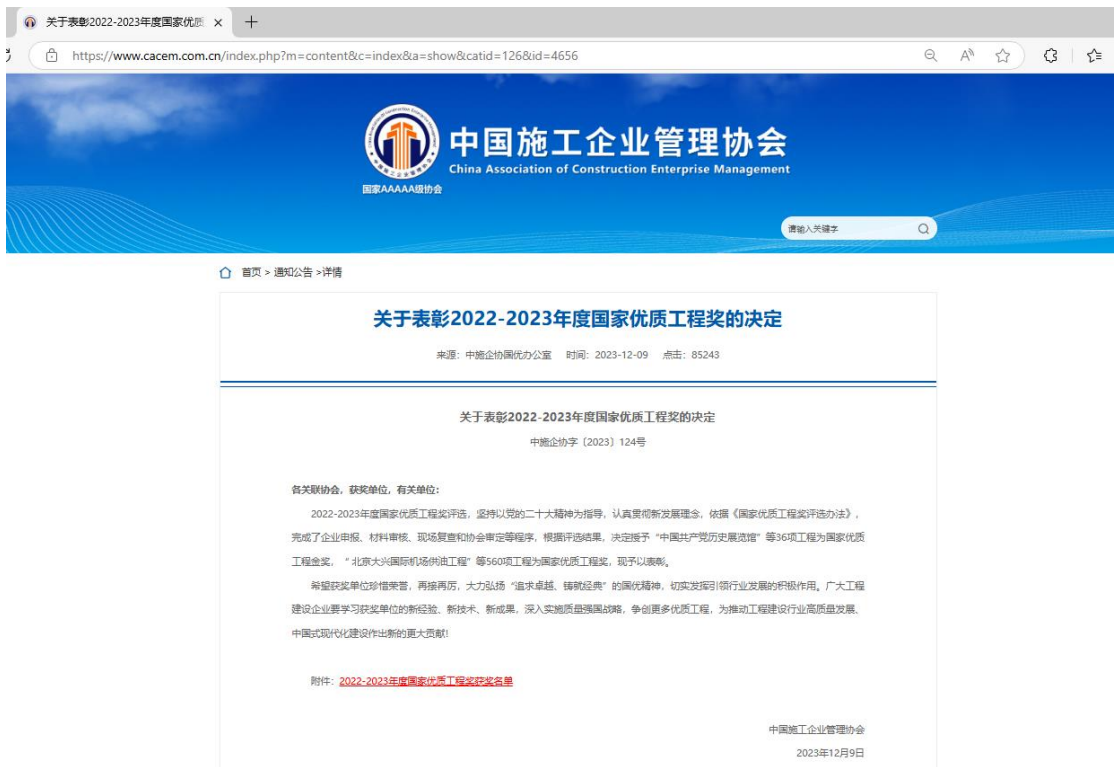 关于表彰2022-2023年度国家优质
https://www.cacem.com.cn/index.php?m=content&c=index&a=show&catid=126&id=4656
中国施工企业管理协会
China Association of Construction Enterprise Management
国家AAAAA级协会
请输入关键字
首页 > 通知公告 >详情
关于表彰2022-2023年度国家优质工程奖的决定
来源：中施企协国优办公室 时间：2023-12-09 点击：85243
关于表彰2022-2023年度国家优质工程奖的决定
中施企协字〔2023〕124号
各关联协会，获奖单位，有关单位：
2022-2023年度国家优质工程奖评选，坚持以党的二十大精神为指导，认真贯彻新发展理念，依据《国家优质工程奖评选办法》，
完成了企业申报、材料审核、现场复查和协会审定等程序，根据评选结果，决定授予“中国共产党历史展览馆”等36项工程为国家优质
工程金奖，“北京大兴国际机场供油工程”等560项工程为国家优质工程奖，现予以表彰。
希望获奖单位珍惜荣誉，再接再厉，大力弘扬“追求卓越、铸就经典”的国优精神，切实发挥引领行业发展的积极作用。广大工程
建设企业要学习获奖单位的新经验、新技术、新成果，深入实施质量强国战略，争创更多优质工程，为推动工程建设行业高质量发展、
中国式现代化建设作出新的更大贡献！
附件：2022-2023年度国家优质工程奖获奖名单
中国施工企业管理协会
2023年12月9日